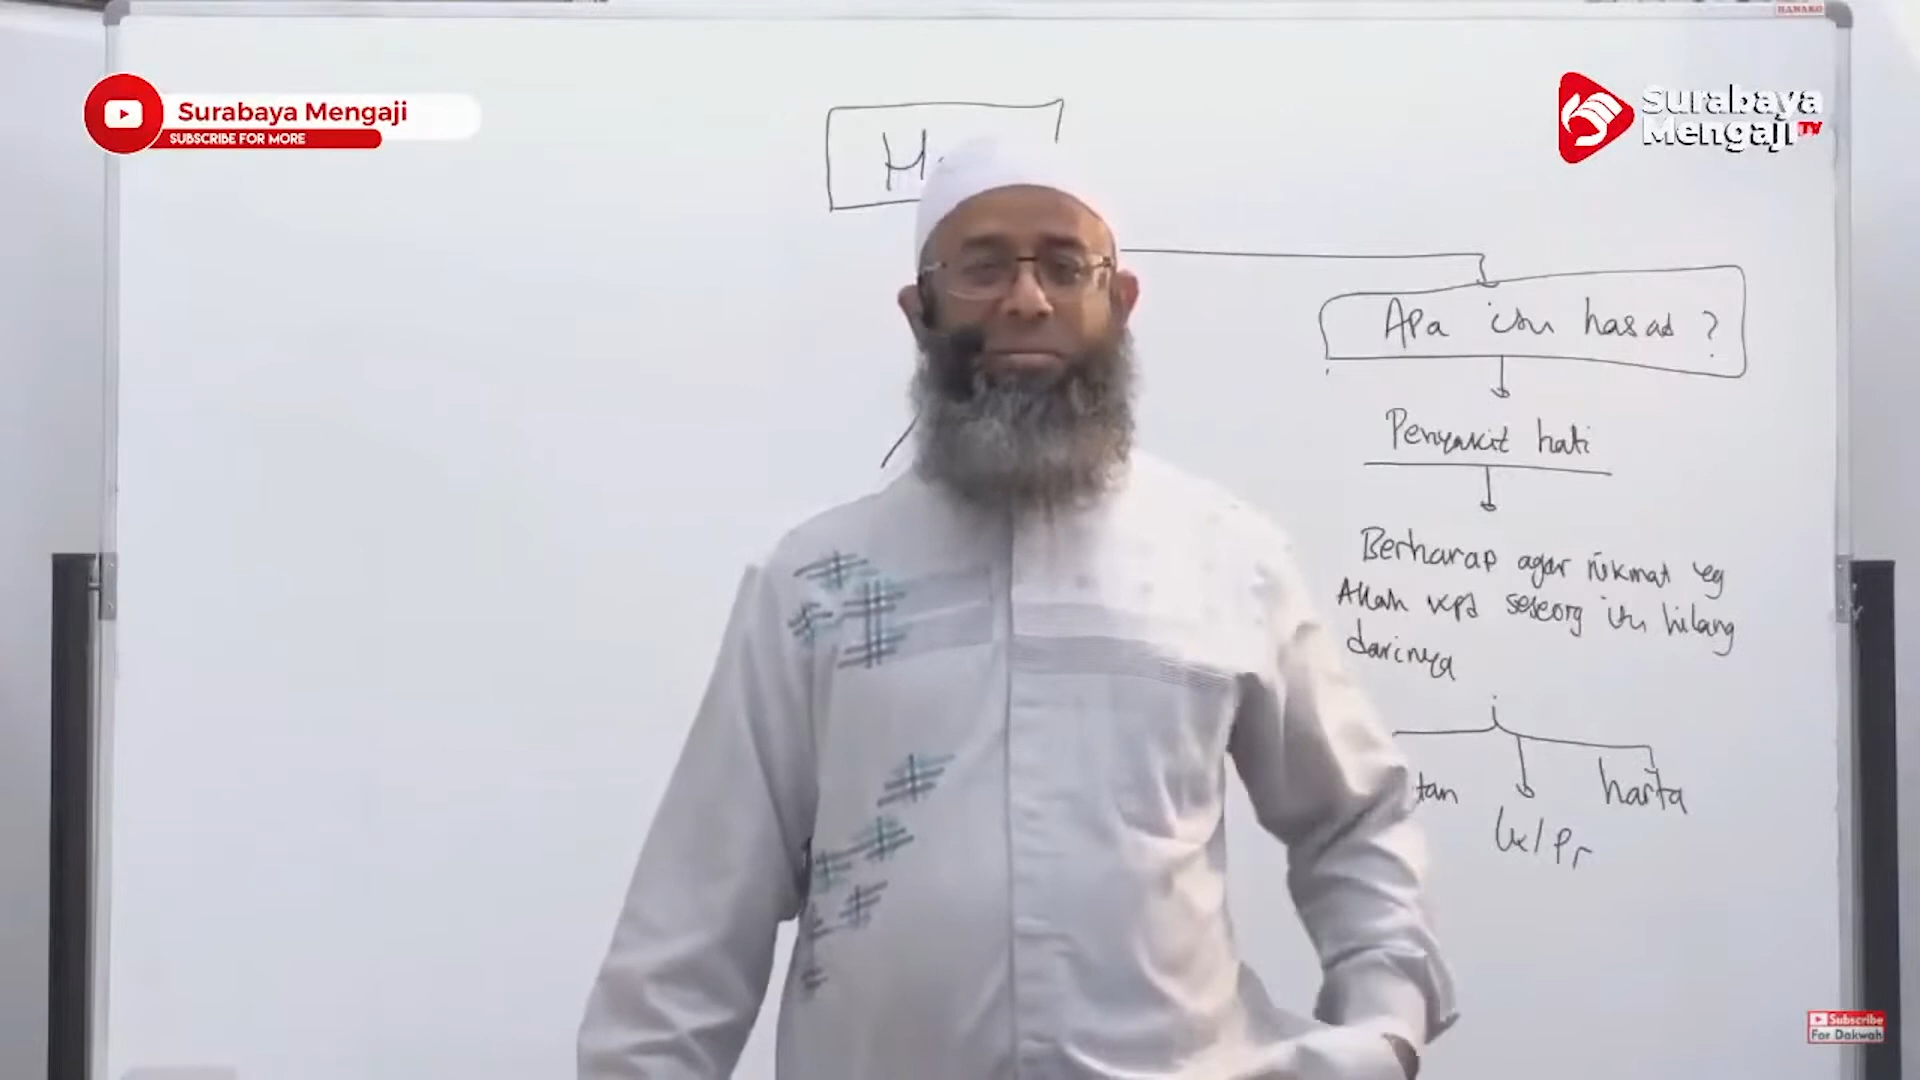 HANAKO
Surabaya Mengaji
SUBSCRIBE FOR MORE
Surabaya
Mengaji TV
H
Apa itu hasad ?
Penyakit hati
Berharap agar nikmat yg
Allah kpd seseorg itu hilang
darinya
tan
harta
Lk/Pr
Subscribe
For Dakwah